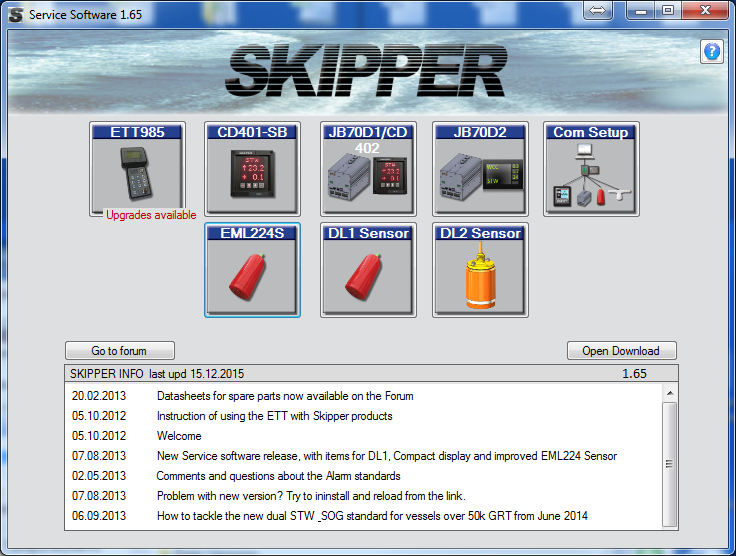 Service Software 1.65
SKIPPER
ETT985
CD401-SB
JB70D1/CD
402
JB70D2
Com Setup
Upgrades available
EML224S
DL1 Sensor
DL2 Sensor
Go to forum
Open Download
SKIPPER INFO last upd 15.12.2015 1.65
20.02.2013 Datasheets for spare parts now available on the Forum
05.10.2012 Instruction of using the ETT with Skipper products
05.10.2012 Welcome
07.08.2013 New Service software release, with items for DL1, Compact display and improved EML224 Sensor
02.05.2013 Comments and questions about the Alarm standards
07.08.2013 Problem with new version? Try to ininstall and reload from the link.
06.09.2013 How to tackle the new dual STW_SOG standard for vessels over 50k GRT from June 2014